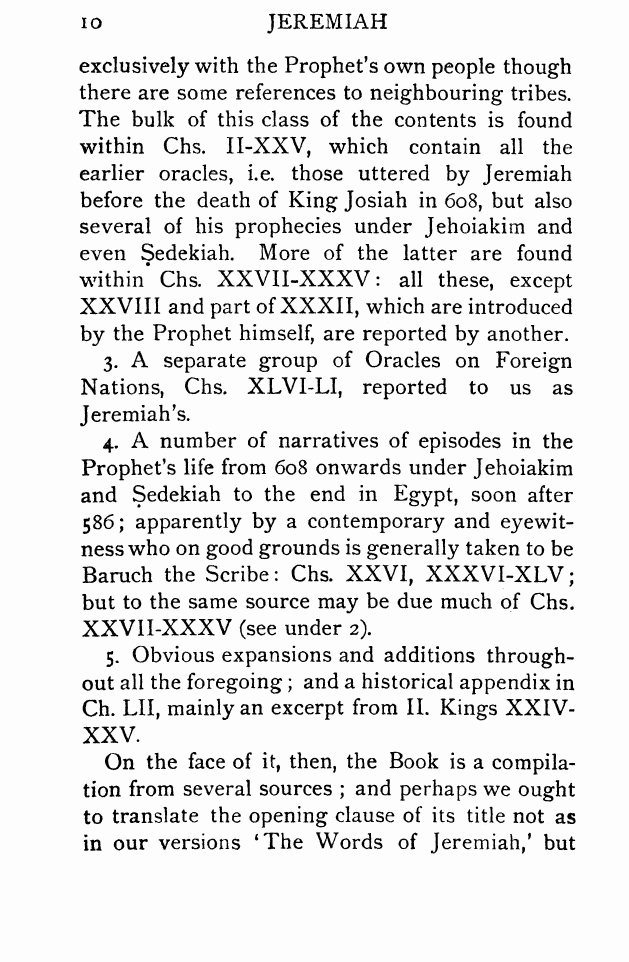 10 JEREMIAH
exclusively with the Prophet's own people though
there are some references to neighbouring tribes.
The bulk of this class of the contents is found
within Chs. II-XXV, which contain all the
earlier oracles, i.e. those uttered by Jeremiah
before the death of King Josiah in 608, but also
several of his prophecies under Jehoiakim and
even Ṣedekiah. More of the latter are found
within Chs. XXVII-XXXV: all these, except
XXVIII and part of XXXII, which are introduced
by the Prophet himself, are reported by another.
3. A separate group of Oracles on Foreign
Nations, Chs. XLVI-LI, reported to us as
Jeremiah's.
4. A number of narratives of episodes in the
Prophet's life from 608 onwards under Jehoiakim
and Ṣedekiah to the end in Egypt, soon after
586; apparently by a contemporary and eyewit-
ness who on good grounds is generally taken to be
Baruch the Scribe: Chs. XXVI, XXXVI-XLV;
but to the same source may be due much of Chs.
XXVII-XXXV (see under 2).
5. Obvious expansions and additions through-
out all the foregoing; and a historical appendix in
Ch. LII, mainly an excerpt from II. Kings XXIV-
XXV.
On the face of it, then, the Book is a compila-
tion from several sources; and perhaps we ought
to translate the opening clause of its title not as
in our versions 'The Words of Jeremiah,' but